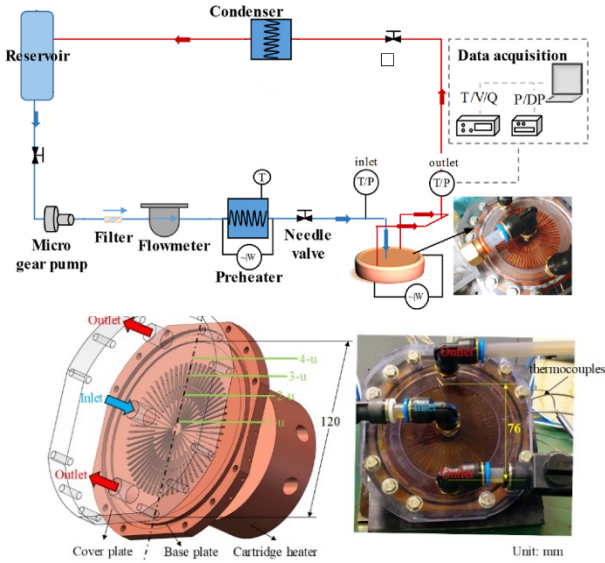 Condenser
Reservoir
Data acquisition
T/V/Q
P/DP
inlet
outlet
T/P
T/P
T
Micro
gear pump
Filter
Flowmeter
~|W
Preheater
Needle
valve
~|W
Outlet
4-u
3-u
Inlet
Outlet
120
Cover plate
Base plate
Cartridge heater
Outlet
thermocouples
Inlet
76
Outlet
Unit: mm